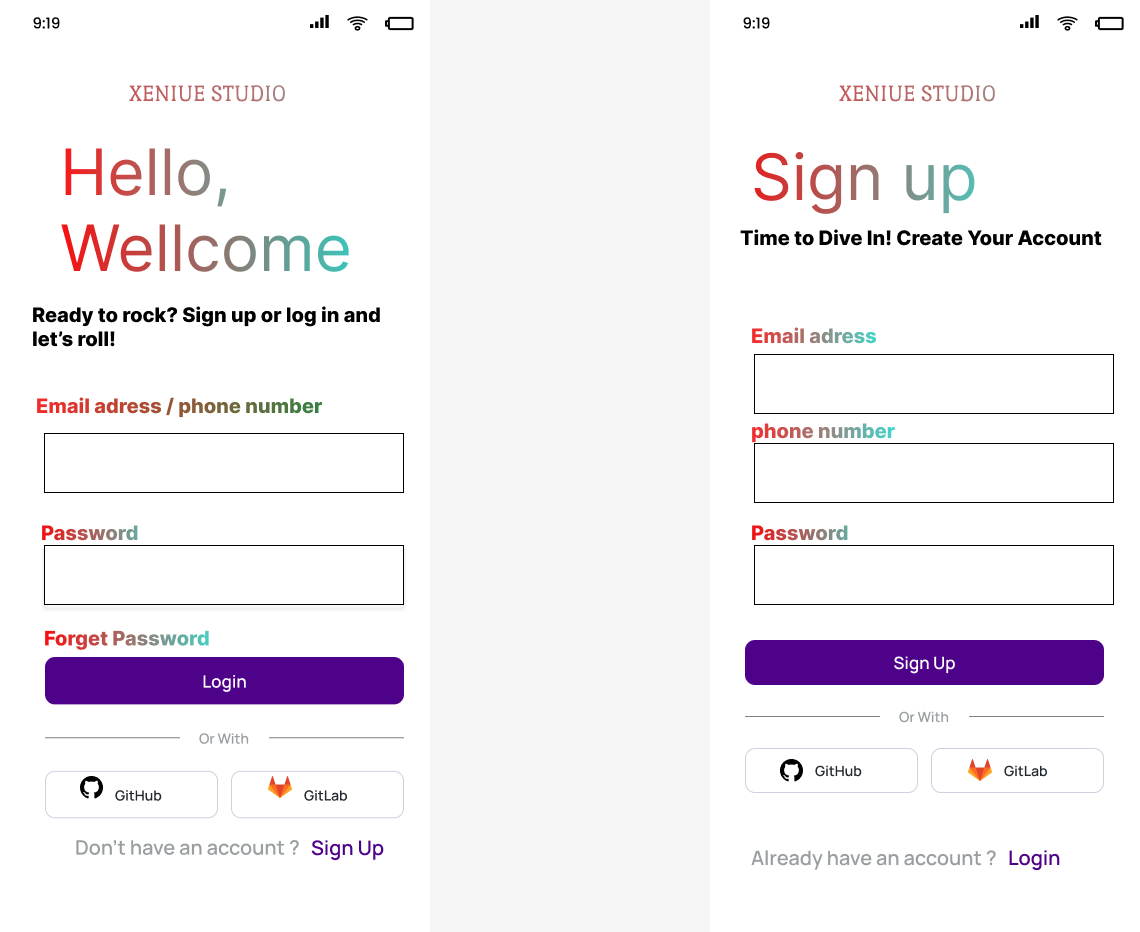 9:19
XENIUE STUDIO
Hello,
Wellcome
Ready to rock? Sign up or log in and
let’s roll!
Email adress / phone number
Password
Forget Password
Login
Or With
GitHub
GitLab
Don’t have an account ? Sign Up
9:19
XENIUE STUDIO
Sign up
Time to Dive In! Create Your Account
Email adress
phone number
Password
Sign Up
Or With
GitHub
GitLab
Already have an account ? Login